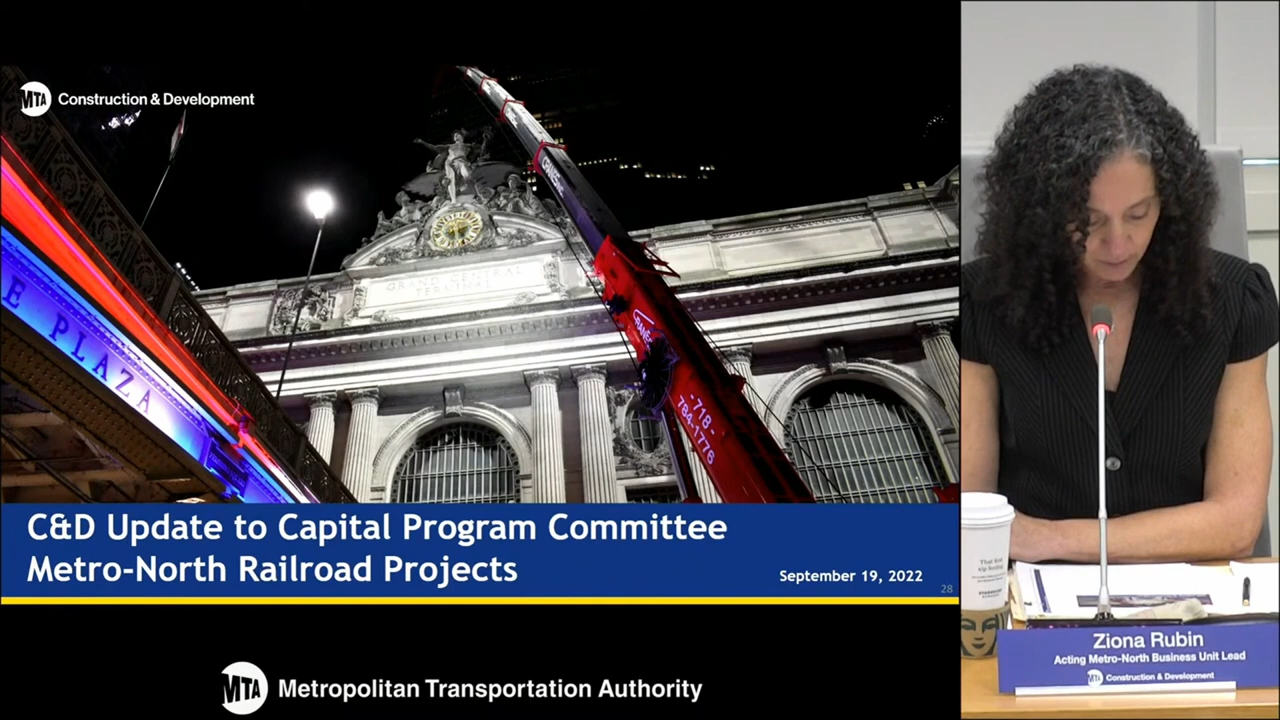 MTA Construction & Development
GRAND CENTRAL
TERMINAL
E PLAZA
-718-
784-1776
C&D Update to Capital Program Committee
Metro-North Railroad Projects
September 19, 2022
28
MTA Metropolitan Transportation Authority
Ziona Rubin
Acting Metro-North Business Unit Lead
MTA Construction & Development